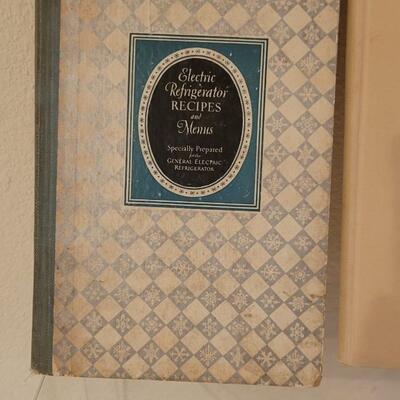 Electric
Refrigerator
RECIPES
and
Menus
Specially Prepared
for the
GENERAL ELECTRIC
REFRIGERATOR